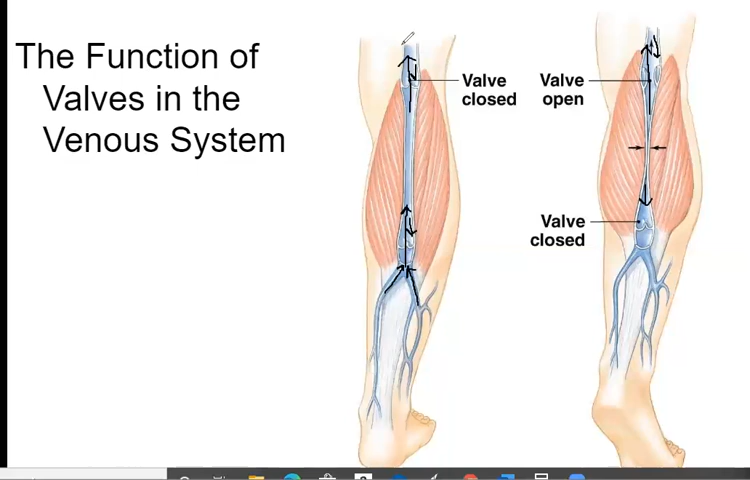 The Function of
Valves in the
Venous System
Valve
closed
Valve
open
Valve
closed